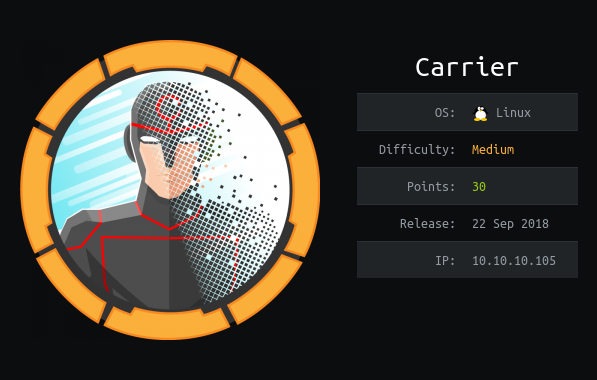 Carrier
OS: Linux
Difficulty: Medium
Points: 30
Release: 22 Sep 2018
IP: 10.10.10.105